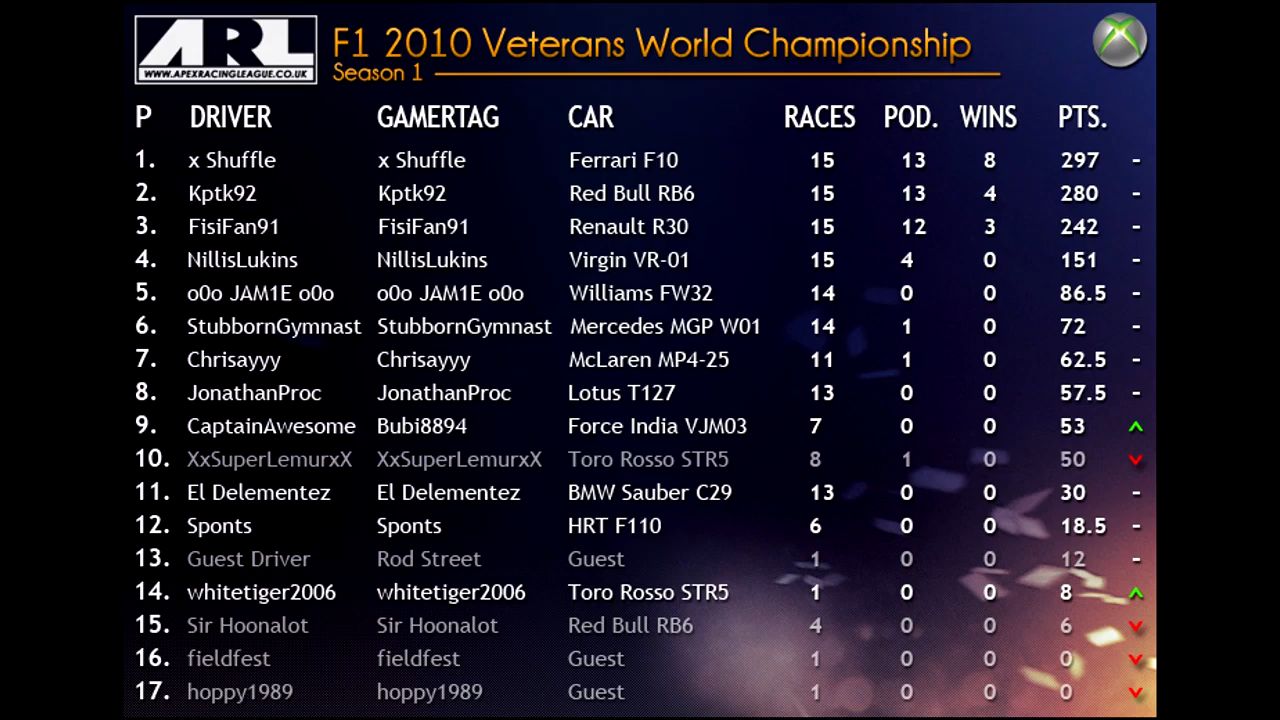 ARL F1 2010 Veterans World Championship
WWW.APEXRACINGLEAGUE.CO.UK Season 1
P DRIVER GAMERTAG CAR RACES POD. WINS PTS.
1. x Shuffle x Shuffle Ferrari F10 15 13 8 297 -
2. Kptk92 Kptk92 Red Bull RB6 15 13 4 280 -
3. FisiFan91 FisiFan91 Renault R30 15 12 3 242 -
4. NillisLukins NillisLukins Virgin VR-01 15 4 0 151 -
5. o0o JAM1E o0o o0o JAM1E o0o Williams FW32 14 0 0 86.5 -
6. StubbornGymnast StubbornGymnast Mercedes MGP W01 14 1 0 72 -
7. Chrisayyy Chrisayyy McLaren MP4-25 11 1 0 62.5 -
8. JonathanProc JonathanProc Lotus T127 13 0 0 57.5 -
9. CaptainAwesome Bubi8894 Force India VJM03 7 0 0 53
10. XxSuperLemurxX XxSuperLemurxX Toro Rosso STR5 8 1 0 50
11. El Delementez El Delementez BMW Sauber C29 13 0 0 30 -
12. Sponts Sponts HRT F110 6 0 0 18.5 -
13. Guest Driver Rod Street Guest 1 0 0 12 -
14. whitetiger2006 whitetiger2006 Toro Rosso STR5 1 0 0 8
15. Sir Hoonalot Sir Hoonalot Red Bull RB6 4 0 0 6
16. fieldfest fieldfest Guest 1 0 0 0
17. hoppy1989 hoppy1989 Guest 1 0 0 0